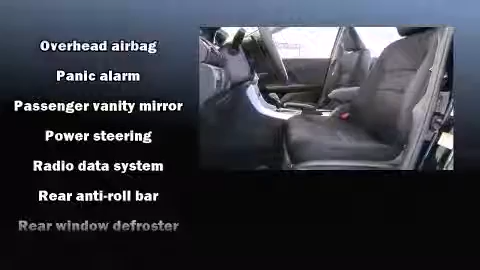 Overhead airbag
Panic alarm
Passenger vanity mirror
Power steering
Radio data system
Rear anti-roll bar
Rear window defroster